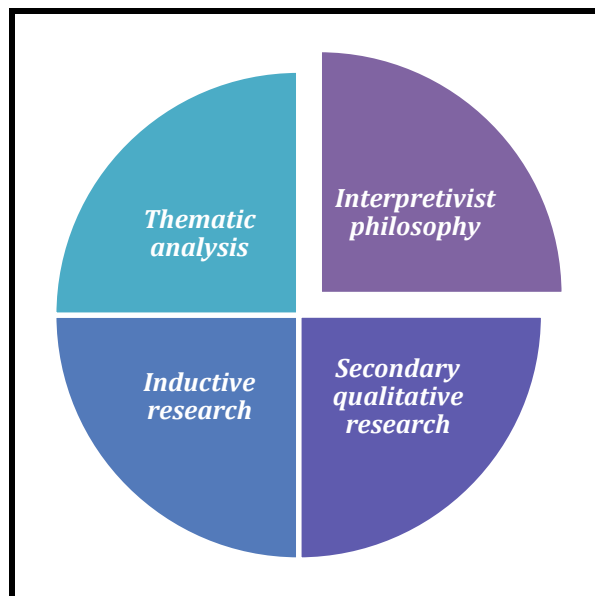 Thematic
analysis
Interpretivist
philosophy
Inductive
research
Secondary
qualitative
research